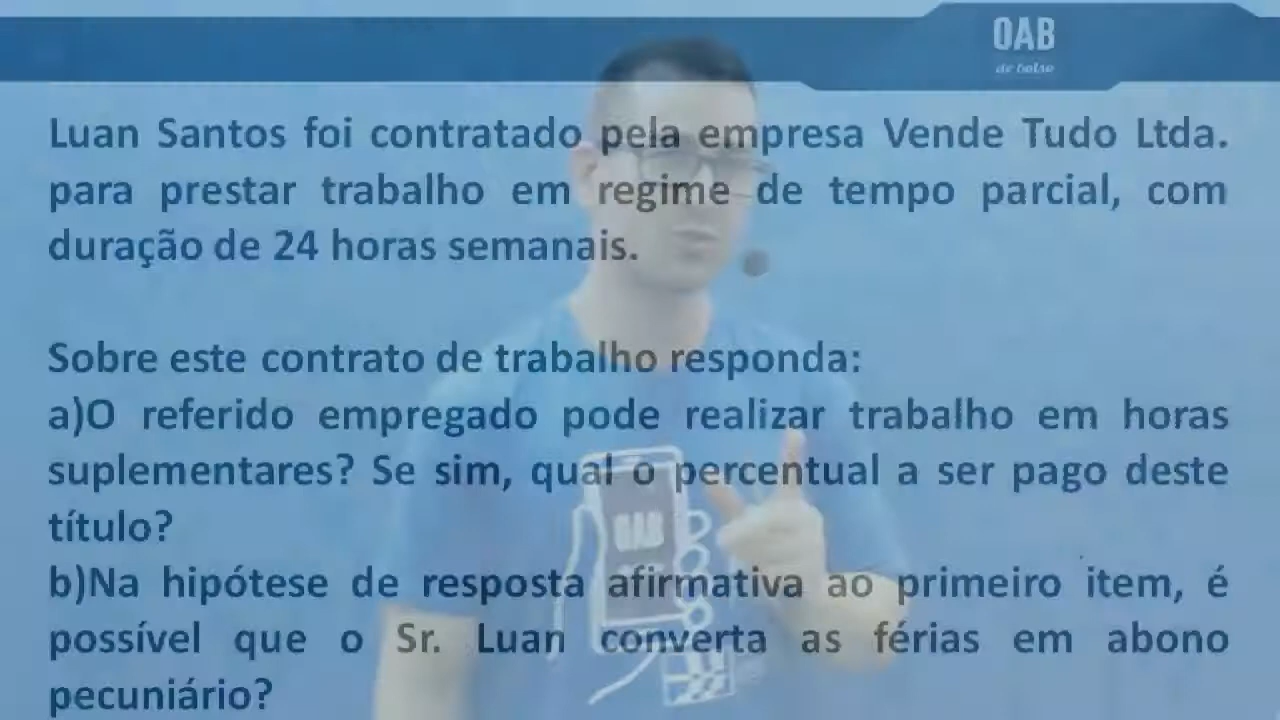 OAB
de bolso
Luan Santos foi contratado pela empresa Vende Tudo Ltda.
para prestar trabalho em regime de tempo parcial, com
duração de 24 horas semanais.
Sobre este contrato de trabalho responda:
a)O referido empregado pode realizar trabalho em horas
suplementares? Se sim, qual o percentual a ser pago deste
título?
OAB
b)Na hipótese de resposta afirmativa ao primeiro item, é
possível que o Sr. Luan converta as férias em abono
pecuniário?